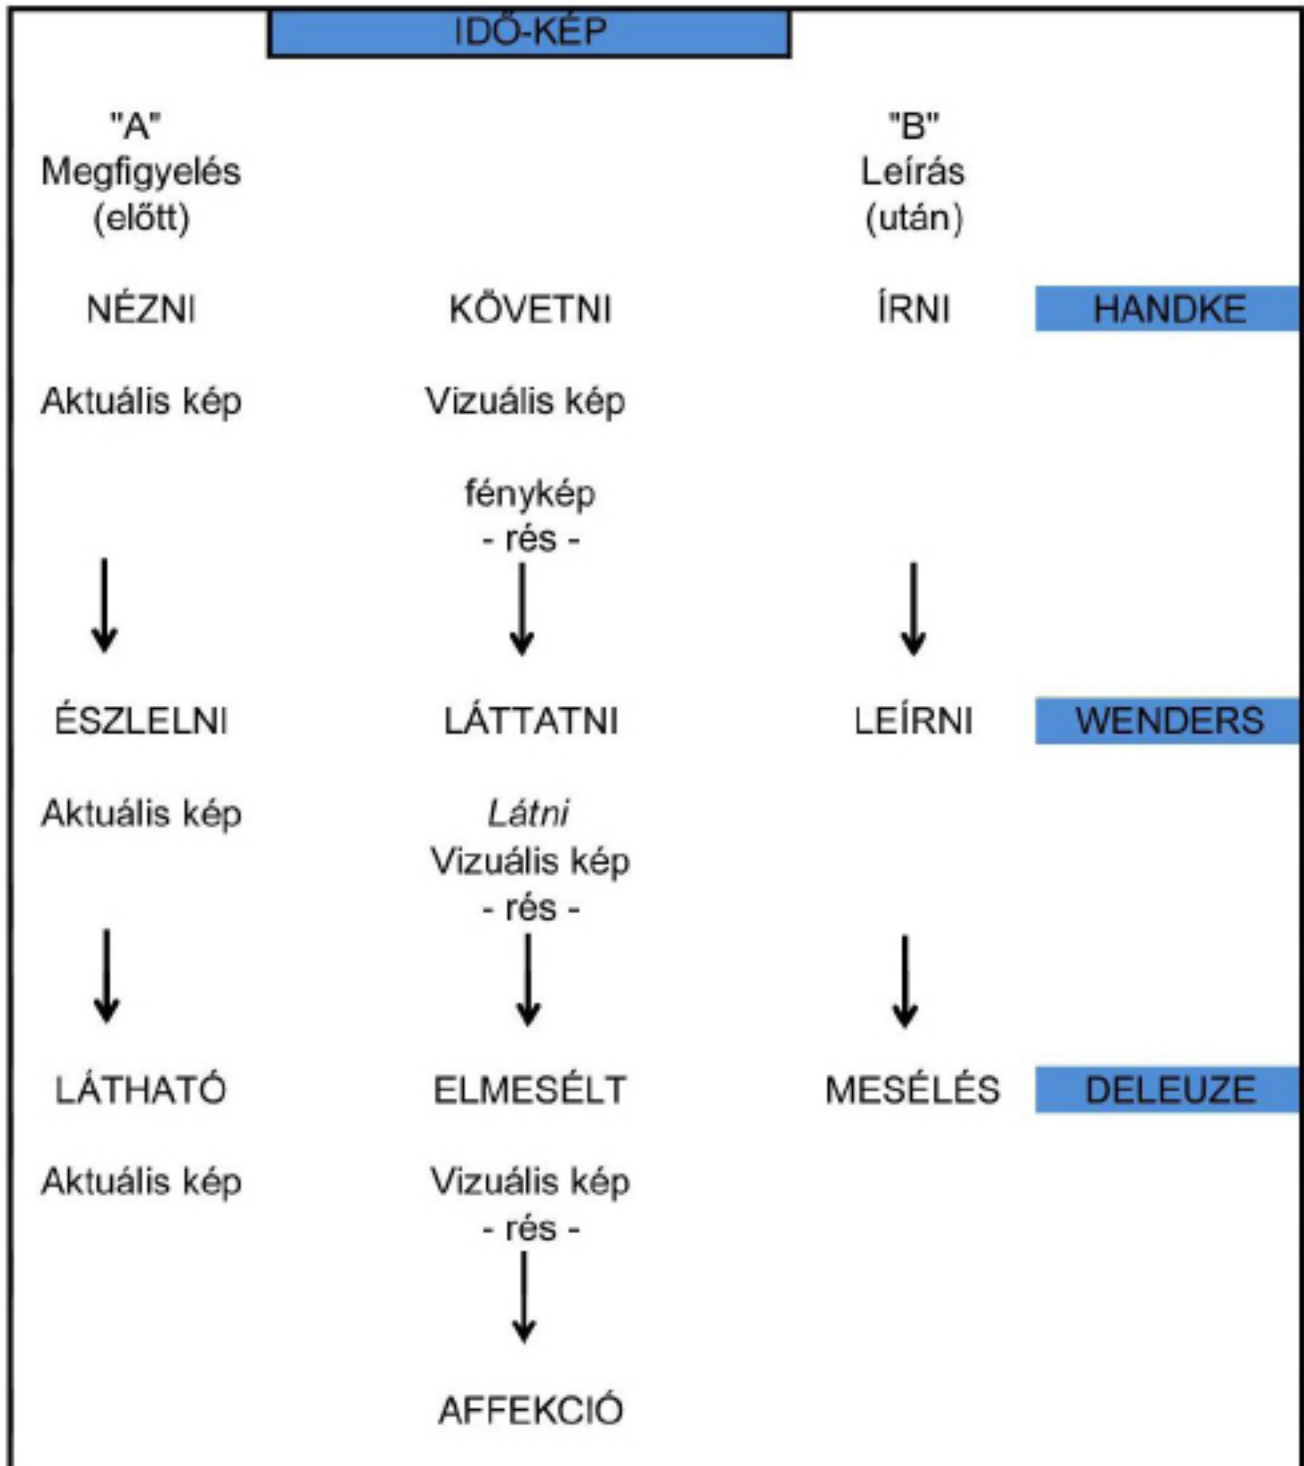 IDŐ-KÉP
"A" "B"
Megfigyelés Leírás
(előtt) (után)
NÉZNI KÖVETNI ÍRNI HANDKE
Aktuális kép Vizuális kép
fénykép
- rés -
ÉSZLELNI LÁTTATNI LEÍRNI WENDERS
Aktuális kép Látni
Vizuális kép
- rés -
LÁTHATÓ ELMESÉLT MESÉLÉS DELEUZE
Aktuális kép Vizuális kép
- rés -
AFFEKCIÓ